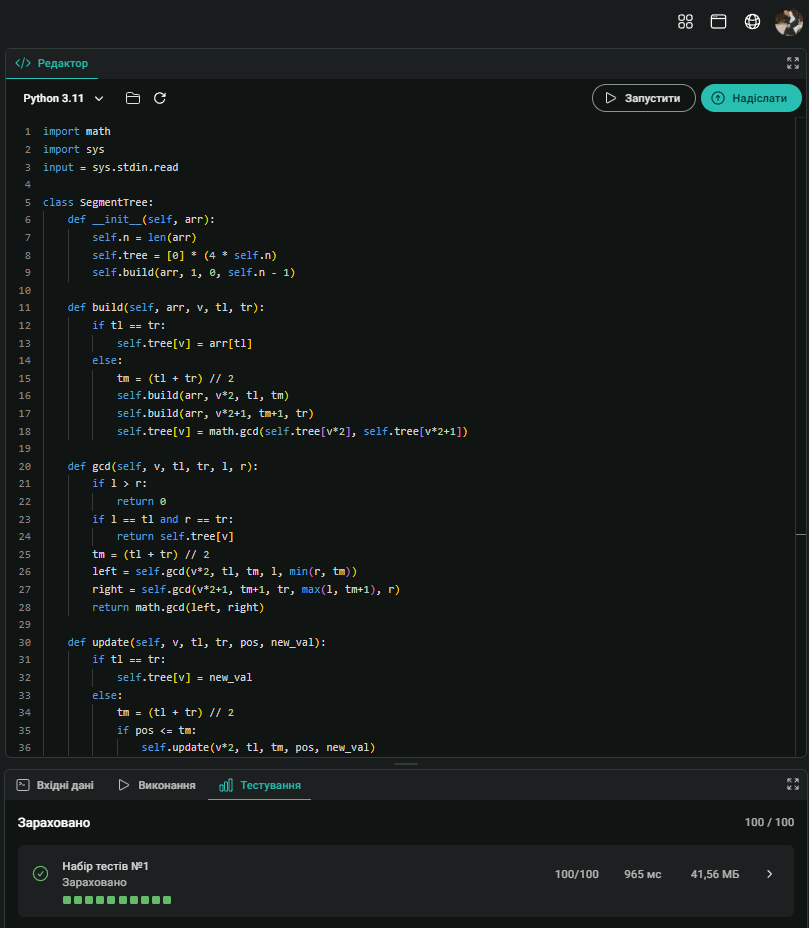 </> Редактор
Python 3.11
Запустити
Надіслати
1 import math
2 import sys
3 input = sys.stdin.read
4
5 class SegmentTree:
6     def __init__(self, arr):
7         self.n = len(arr)
8         self.tree = [0] * (4 * self.n)
9         self.build(arr, 1, 0, self.n - 1)
10
11     def build(self, arr, v, tl, tr):
12         if tl == tr:
13             self.tree[v] = arr[tl]
14         else:
15             tm = (tl + tr) // 2
16             self.build(arr, v*2, tl, tm)
17             self.build(arr, v*2+1, tm+1, tr)
18             self.tree[v] = math.gcd(self.tree[v*2], self.tree[v*2+1])
19
20     def gcd(self, v, tl, tr, l, r):
21         if l > r:
22             return 0
23         if l == tl and r == tr:
24             return self.tree[v]
25         tm = (tl + tr) // 2
26         left = self.gcd(v*2, tl, tm, l, min(r, tm))
27         right = self.gcd(v*2+1, tm+1, tr, max(l, tm+1), r)
28         return math.gcd(left, right)
29
30     def update(self, v, tl, tr, pos, new_val):
31         if tl == tr:
32             self.tree[v] = new_val
33         else:
34             tm = (tl + tr) // 2
35             if pos <= tm:
36                 self.update(v*2, tl, tm, pos, new_val)
Вхідні дані
Виконання
Тестування
Зараховано
100 / 100
Набір тестів №1
Зараховано
100/100
965 мс
41,56 МБ